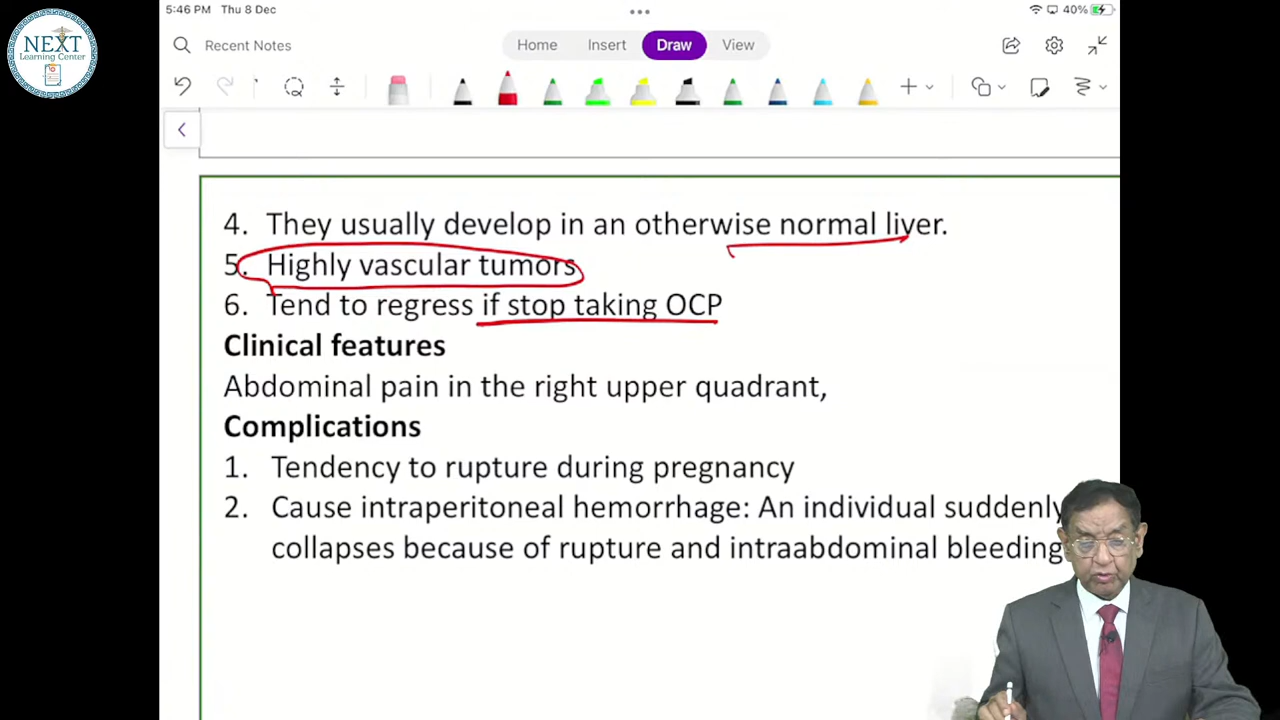 5:46 PM Thu 8 Dec
40%
NEXT
Learning Center
Recent Notes
Home
Insert
Draw
View
4. They usually develop in an otherwise normal liver.
5. Highly vascular tumors
6. Tend to regress if stop taking OCP
Clinical features
Abdominal pain in the right upper quadrant,
Complications
1. Tendency to rupture during pregnancy
2. Cause intraperitoneal hemorrhage: An individual suddenly
collapses because of rupture and intraabdominal bleeding